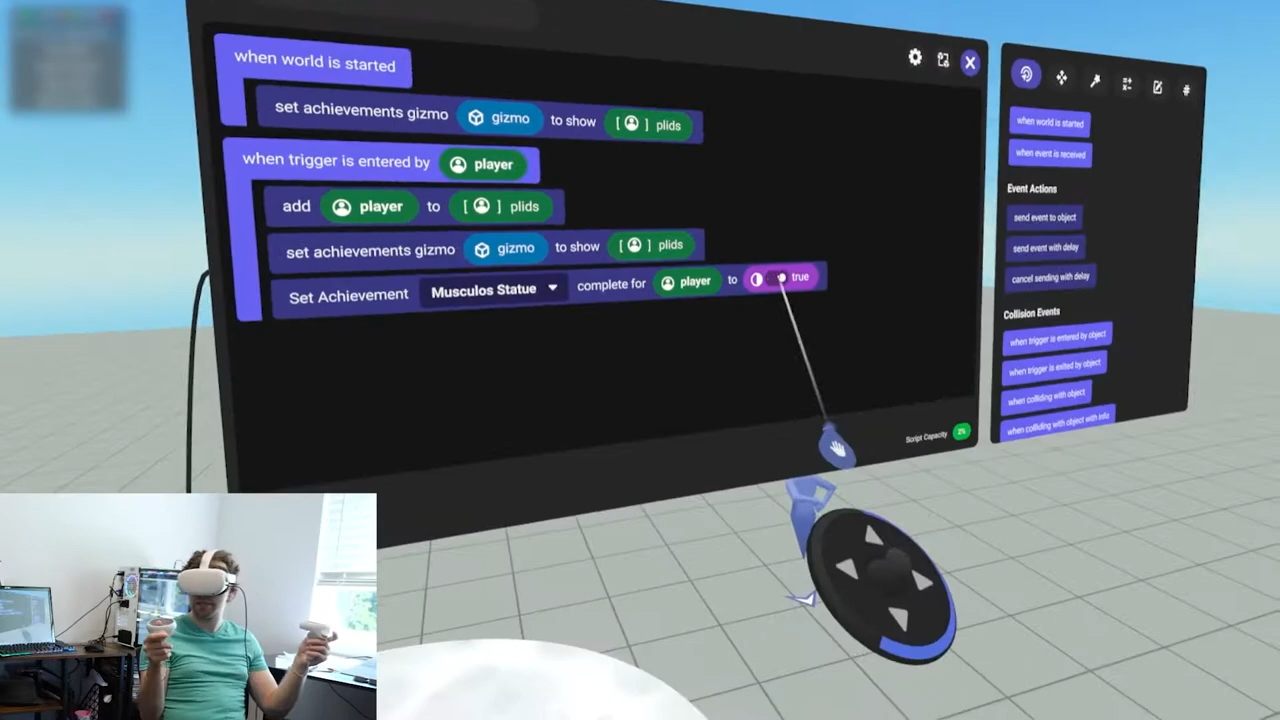 when world is started
set achievements gizmo gizmo to show [ ] plids
when trigger is entered by player
add player to [ ] plids
set achievements gizmo gizmo to show [ ] plids
Set Achievement Musculos Statue complete for player to true
Script Capacity 2%
when world is started
when event is received
Event Actions
send event to object
send event with delay
cancel sending with delay
Collision Events
when trigger is entered by object
when trigger is exited by object
when colliding with object
when colliding with object with info